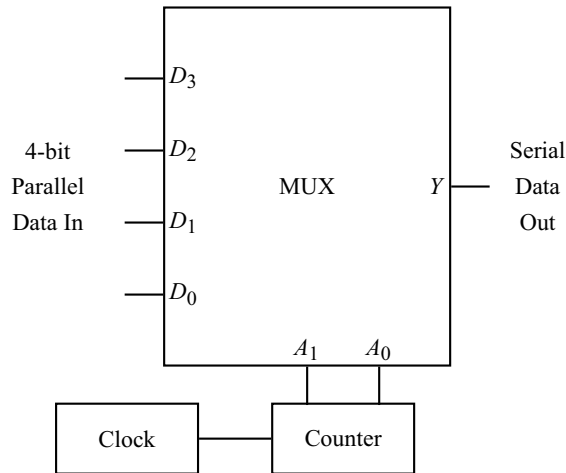 D3
4-bit
Parallel
Data In
D2
D1
D0
MUX
Y
Serial
Data
Out
A1
A0
Clock
Counter